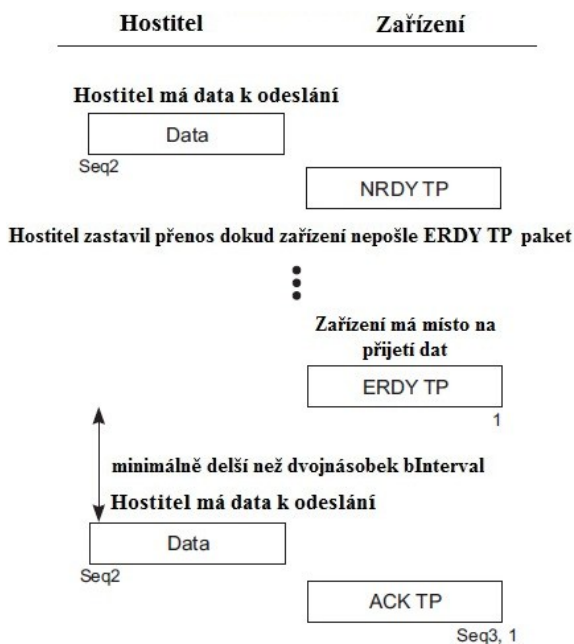 Hostitel Zařízení
Hostitel má data k odeslání
Data
Seq2
NRDY TP
Hostitel zastavil přenos dokud zařízení nepošle ERDY TP paket
Zařízení má místo na
přijetí dat
ERDY TP
1
minimálně delší než dvojnásobek bInterval
Hostitel má data k odeslání
Data
Seq2
ACK TP
Seq3, 1